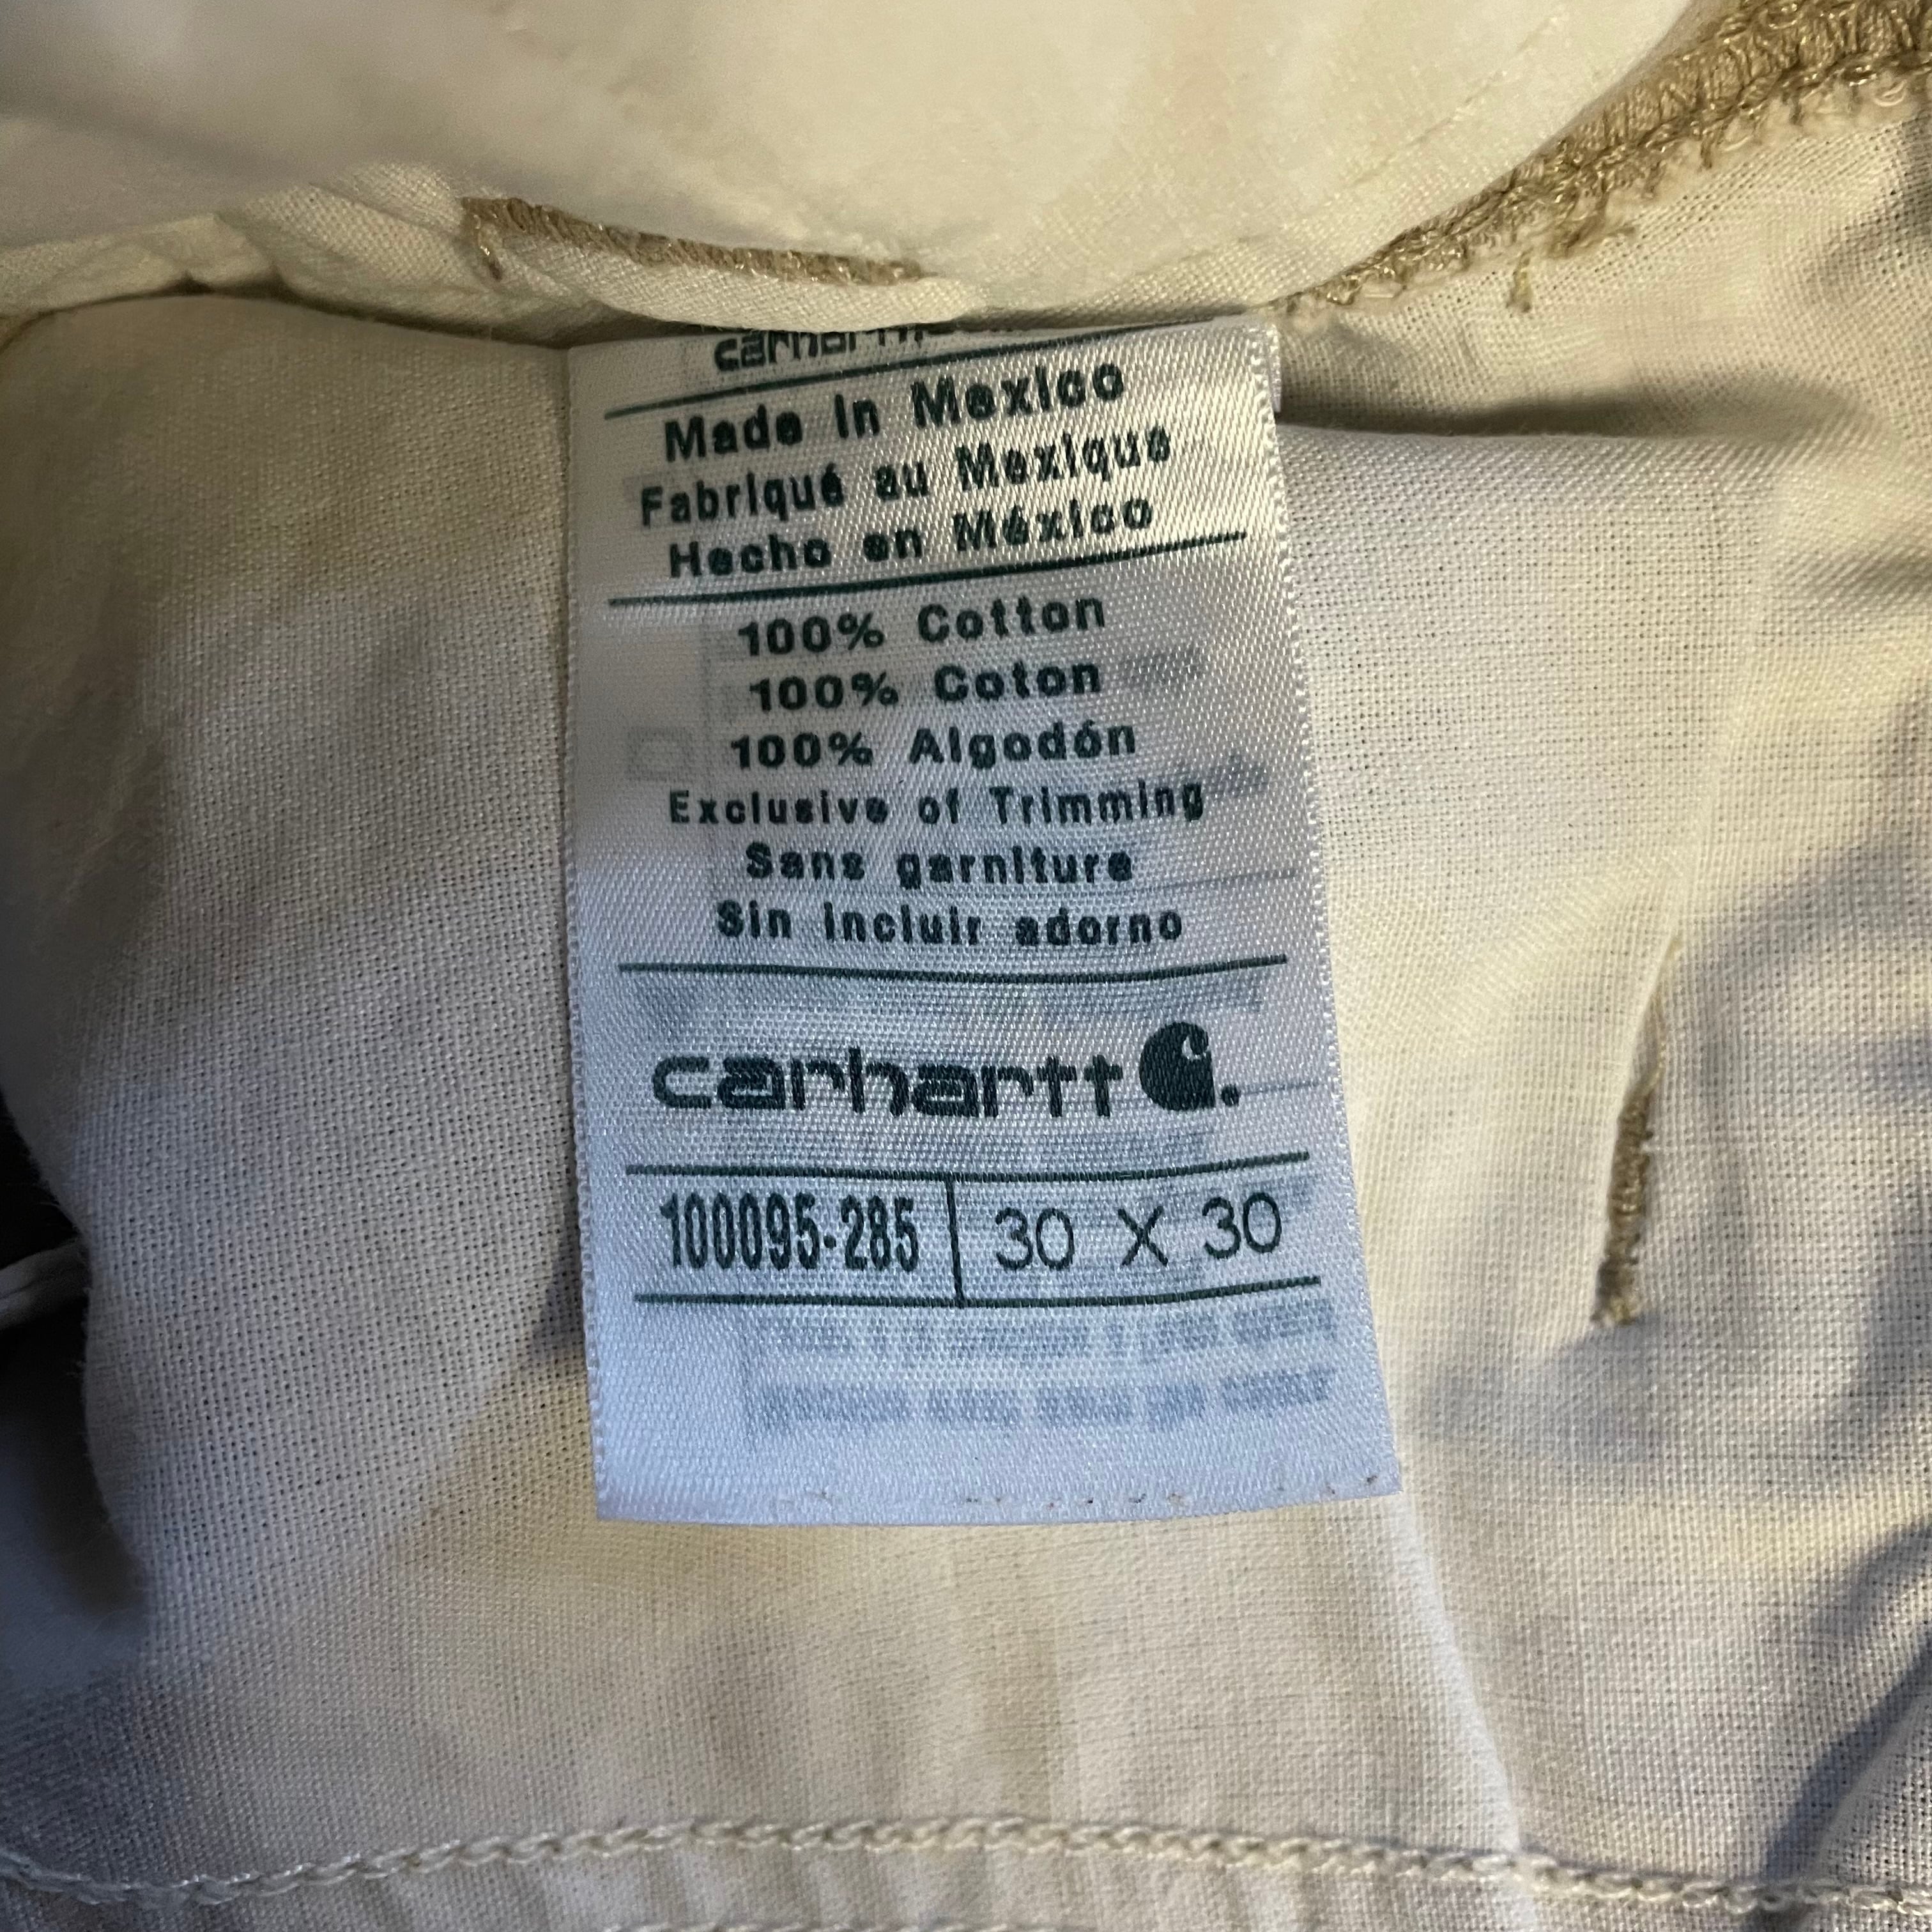 Made in Mexico
Fabriqué au Mexique
Hecho en México
100% Cotton
100% Coton
100% Algodón
Exclusive of Trimming
Sans garniture
Sin incluir adorno
carhartt
100095-285 30 X 30